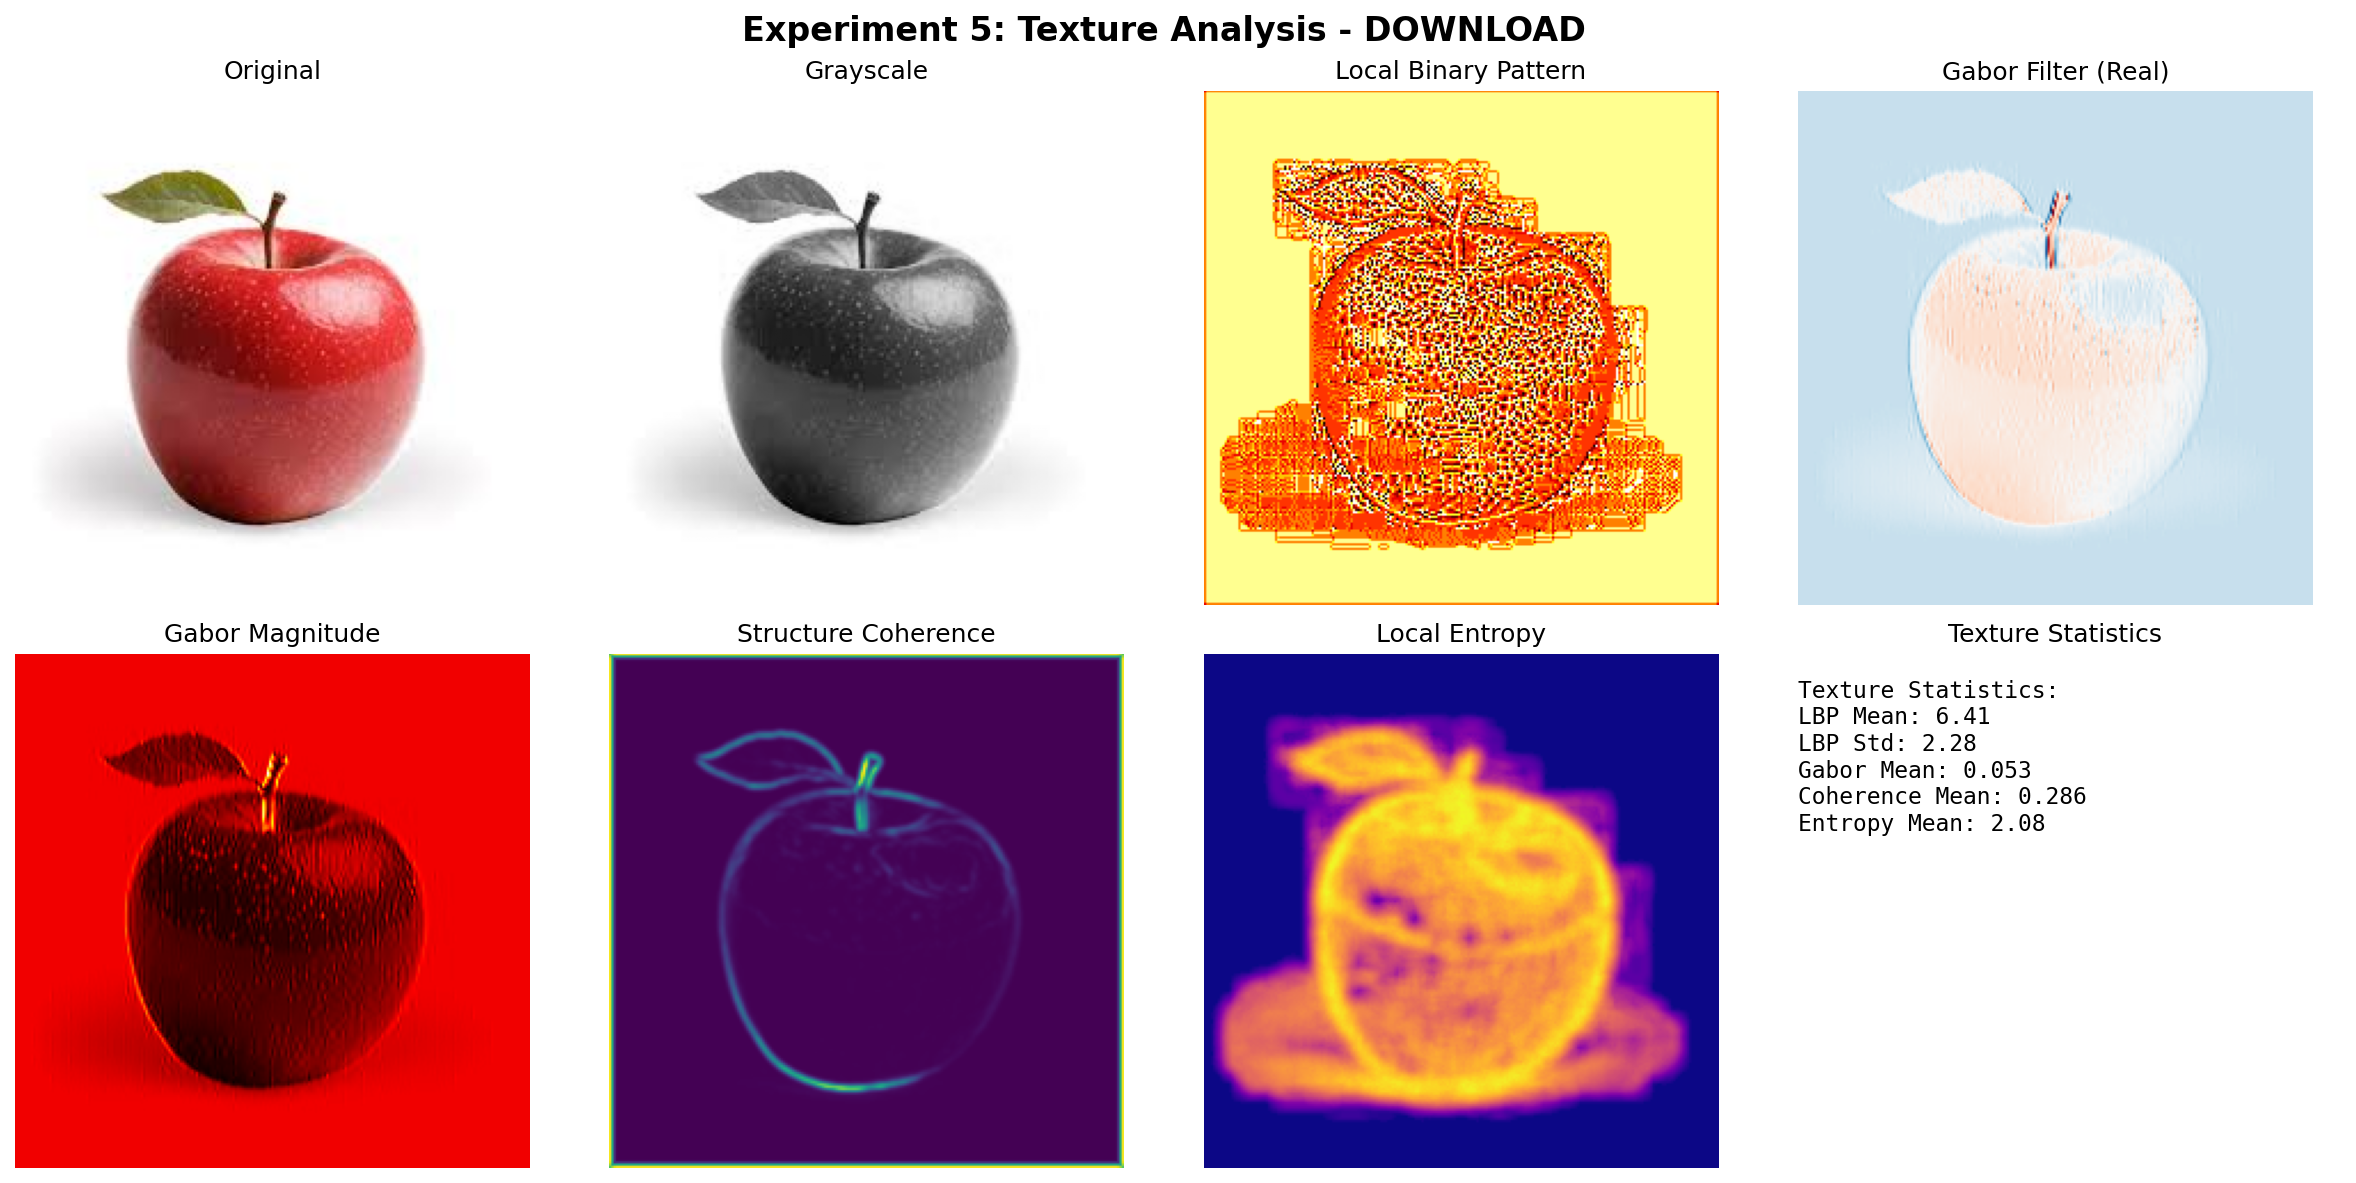 Experiment 5: Texture Analysis - DOWNLOAD
Original
Grayscale
Local Binary Pattern
Gabor Filter (Real)
Gabor Magnitude
Structure Coherence
Local Entropy
Texture Statistics
Texture Statistics:
LBP Mean: 6.41
LBP Std: 2.28
Gabor Mean: 0.053
Coherence Mean: 0.286
Entropy Mean: 2.08